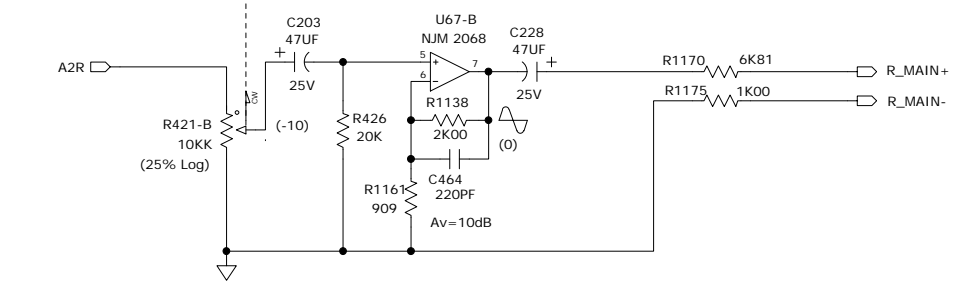 U67-B
NJM 2068
C203
47UF
+
25V
C228
47UF
+
25V
5
+
6
−
7
A2R
CW
R421-B
10KK
(25% Log)
(-10)
R426
20K
R1138
2K00
(0)
C464
220PF
R1161
909
Av=10dB
R1170
6K81
R_MAIN+
R1175
1K00
R_MAIN-